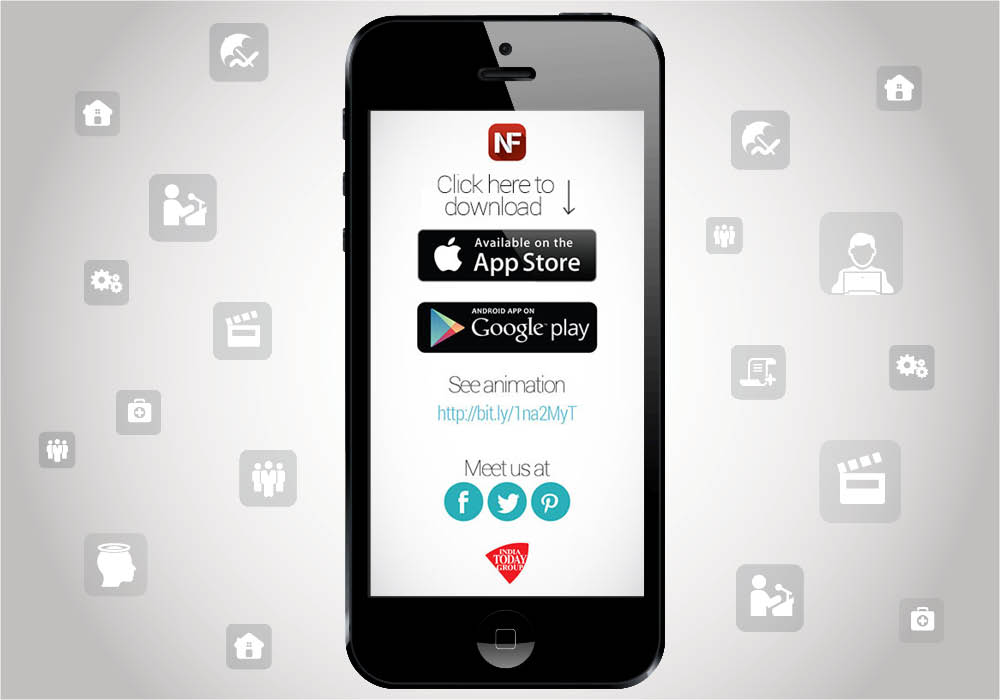 NF
Click here to
download
Available on the
App Store
ANDROID APP ON
Google play
See animation
http://bit.ly/1na2MyT
Meet us at
INDIA
TODAY
GROUP